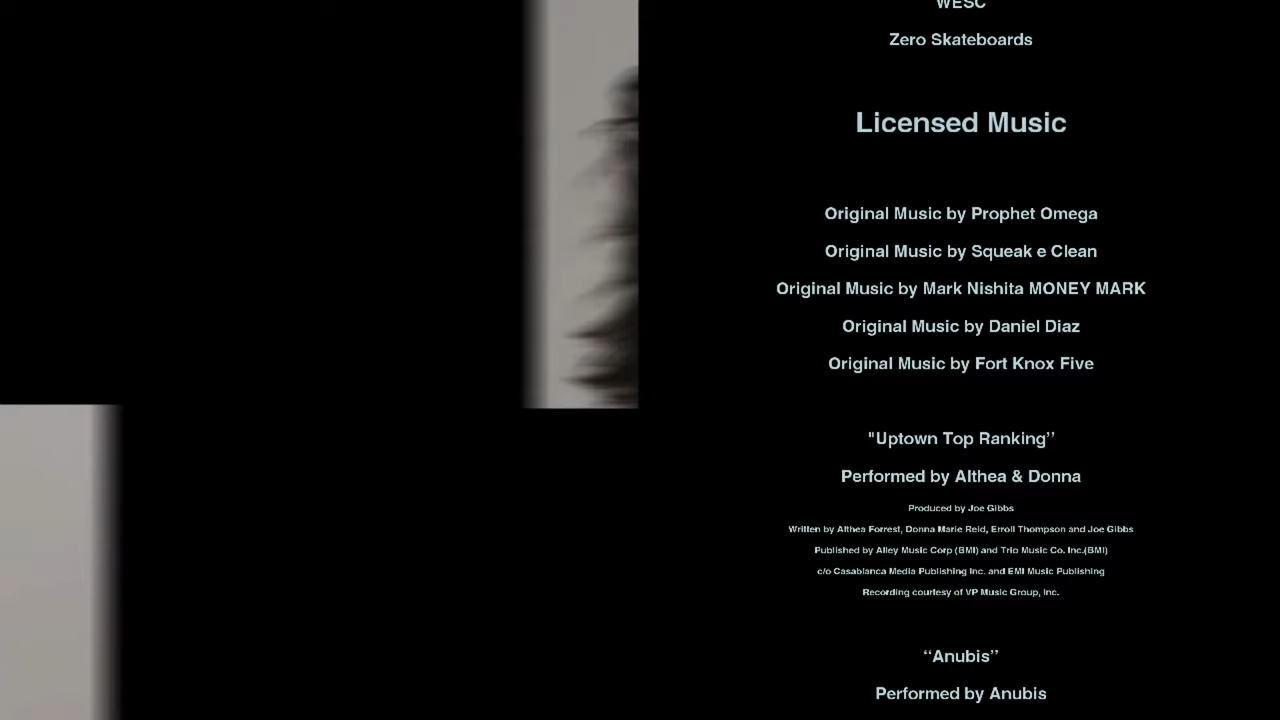 WESC
Zero Skateboards
Licensed Music
Original Music by Prophet Omega
Original Music by Squeak e Clean
Original Music by Mark Nishita MONEY MARK
Original Music by Daniel Diaz
Original Music by Fort Knox Five
"Uptown Top Ranking’’
Performed by Althea & Donna
Produced by Joe Gibbs
Written by Althea Forrest, Donna Marie Reid, Erroll Thompson and Joe Gibbs
Published by Alley Music Corp (BMI) and Trio Music Co. Inc.(BMI)
c/o Casablanca Media Publishing Inc. and EMI Music Publishing
Recording courtesy of VP Music Group, Inc.
‘‘Anubis’’
Performed by Anubis